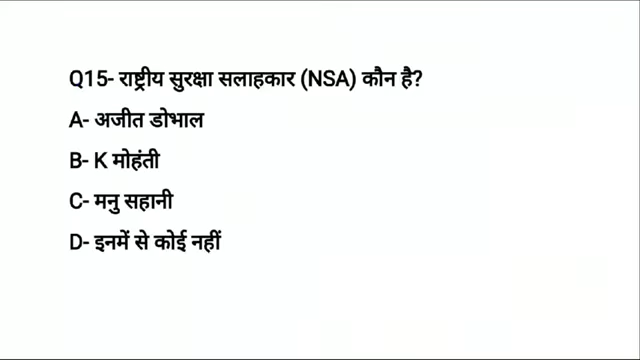 Q15- राष्ट्रीय सुरक्षा सलाहकार (NSA) कौन है?
A- अजीत डोभाल
B- K मोहंती
C- मनु सहानी
D- इनमें से कोई नहीं